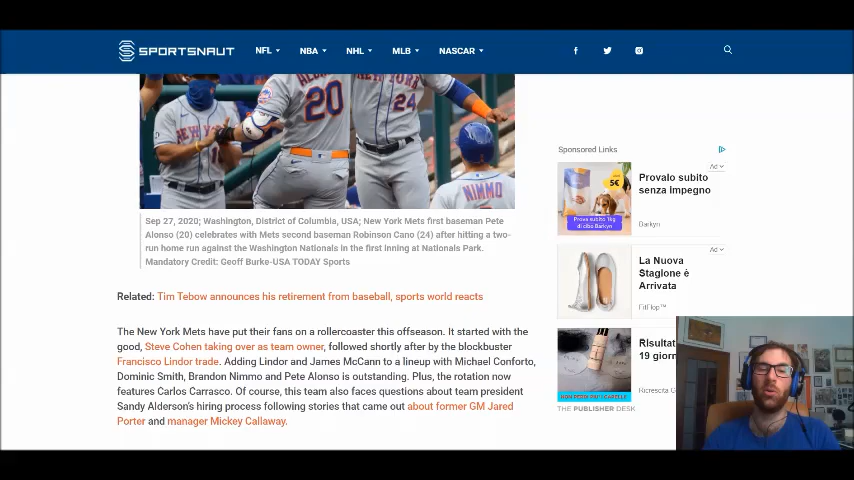 SPORTSNAUT NFL NBA NHL MLB NASCAR
20
24
NIMMO
Sponsored Links
Ad
Provalo subito
senza impegno
5€
Barkyn
Sep 27, 2020; Washington, District of Columbia, USA; New York Mets first baseman Pete
Alonso (20) celebrates with Mets second baseman Robinson Cano (24) after hitting a two-
run home run against the Washington Nationals in the first inning at Nationals Park.
Mandatory Credit: Geoff Burke-USA TODAY Sports
Ad
La Nuova
Stagione è
Arrivata
FitFlop™
Related: Tim Tebow announces his retirement from baseball, sports world reacts
The New York Mets have put their fans on a rollercoaster this offseason. It started with the
good, Steve Cohen taking over as team owner, followed shortly after by the blockbuster
Francisco Lindor trade. Adding Lindor and James McCann to a lineup with Michael Conforto,
Dominic Smith, Brandon Nimmo and Pete Alonso is outstanding. Plus, the rotation now
features Carlos Carrasco. Of course, this team also faces questions about team president
Sandy Alderson's hiring process following stories that came out about former GM Jared
Porter and manager Mickey Callaway.
Risultat
19 giorn
Ricrescita
THE PUBLISHER DESK